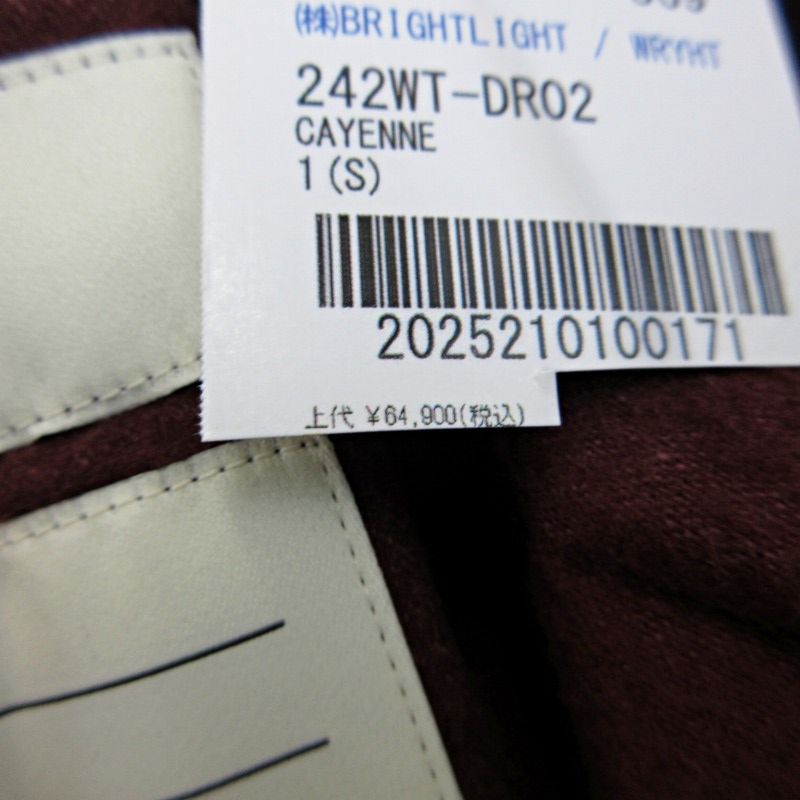 ㈱BRIGHTLIGHT / WRYHT
242WT-DR02
CAYENNE
1(S)
2025210100171
上代 ¥64,900(税込)